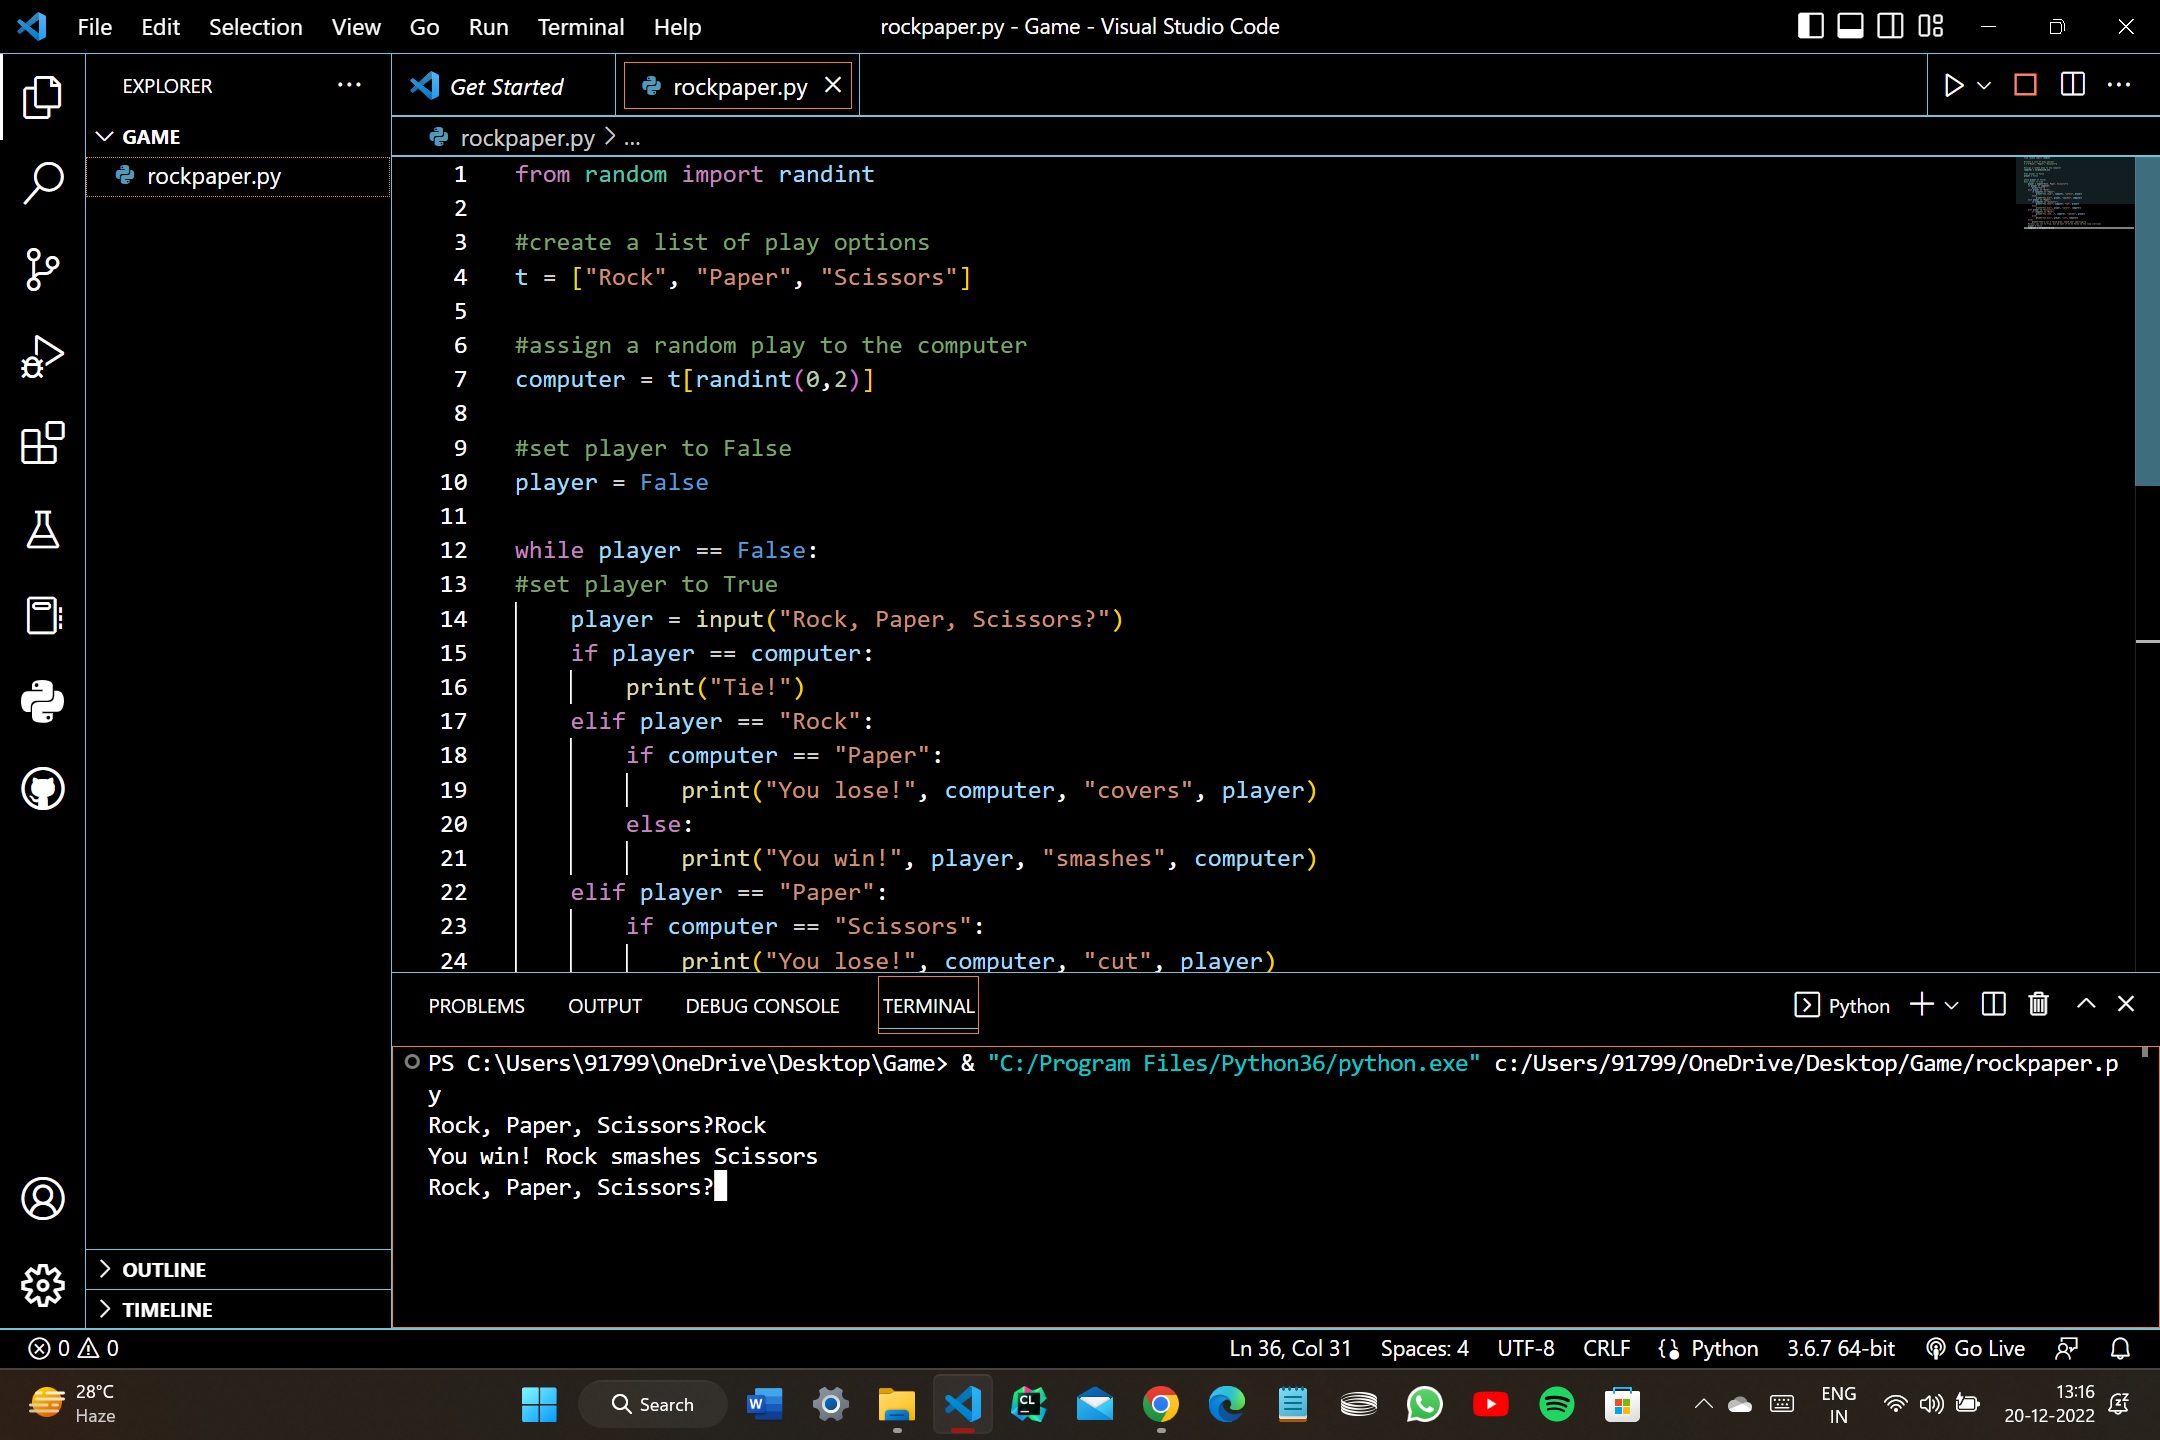 File Edit Selection View Go Run Terminal Help
rockpaper.py - Game - Visual Studio Code
EXPLORER
GAME
rockpaper.py
OUTLINE
TIMELINE
Get Started
rockpaper.py
rockpaper.py > ...
1 from random import randint
2
3 #create a list of play options
4 t = ["Rock", "Paper", "Scissors"]
5
6 #assign a random play to the computer
7 computer = t[randint(0,2)]
8
9 #set player to False
10 player = False
11
12 while player == False:
13 #set player to True
14     player = input("Rock, Paper, Scissors?")
15     if player == computer:
16         print("Tie!")
17     elif player == "Rock":
18         if computer == "Paper":
19             print("You lose!", computer, "covers", player)
20         else:
21             print("You win!", player, "smashes", computer)
22     elif player == "Paper":
23         if computer == "Scissors":
24             print("You lose!", computer, "cut", player)
PROBLEMS OUTPUT DEBUG CONSOLE TERMINAL
Python
PS C:\Users\91799\OneDrive\Desktop\Game> & "C:/Program Files/Python36/python.exe" c:/Users/91799/OneDrive/Desktop/Game/rockpaper.p
y
Rock, Paper, Scissors?Rock
You win! Rock smashes Scissors
Rock, Paper, Scissors?
0 0
Ln 36, Col 31 Spaces: 4 UTF-8 CRLF Python 3.6.7 64-bit Go Live
28°C
Haze
Search
W
CL
ENG
IN
13:16
20-12-2022